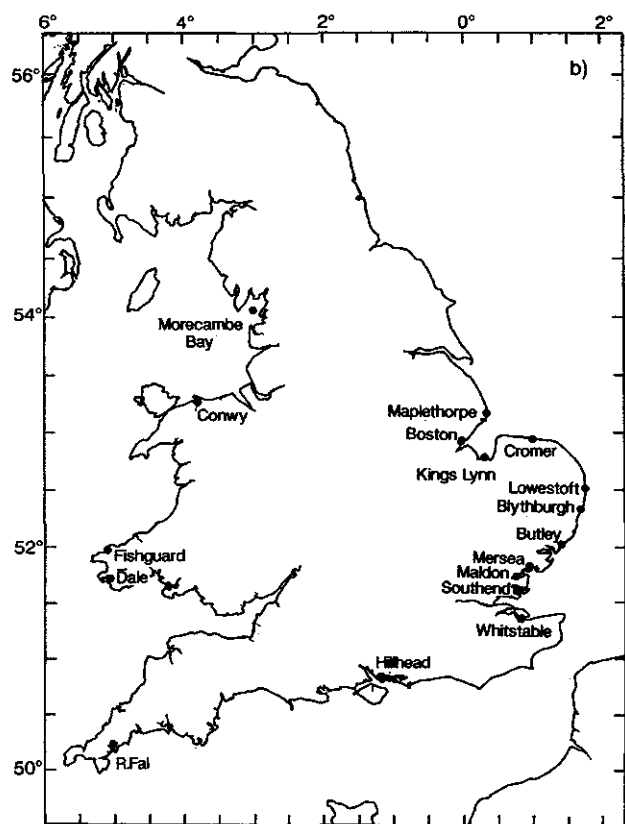 6° 4° 2° 0° 2°
b)
56°
54°
Morecambe
Bay
Conwy
Maplethorpe
Boston
Cromer
Kings Lynn
Lowestoft
Blythburgh
Butley
52°
Fishguard
Mersea
Dale
Maldon
Southend
Whitstable
Hillhead
R.Fal
50°